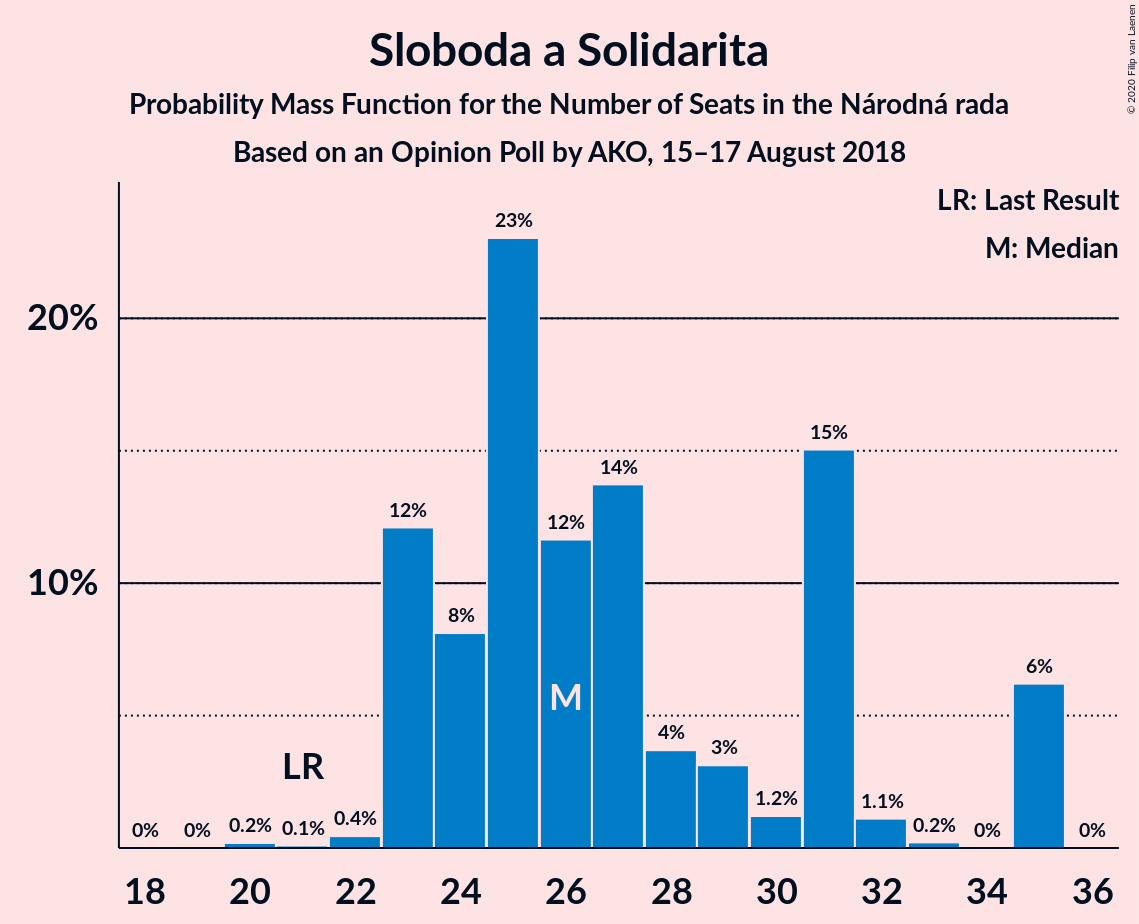 Sloboda a Solidarita
Probability Mass Function for the Number of Seats in the Národná rada
Based on an Opinion Poll by AKO, 15–17 August 2018
© 2020 Filip van Laenen
LR: Last Result
M: Median
20%
10%
0%
0%
0.2%
0.1%
0.4%
12%
8%
23%
12%
14%
4%
3%
1.2%
15%
1.1%
0.2%
0%
6%
0%
LR
M
18 20 22 24 26 28 30 32 34 36